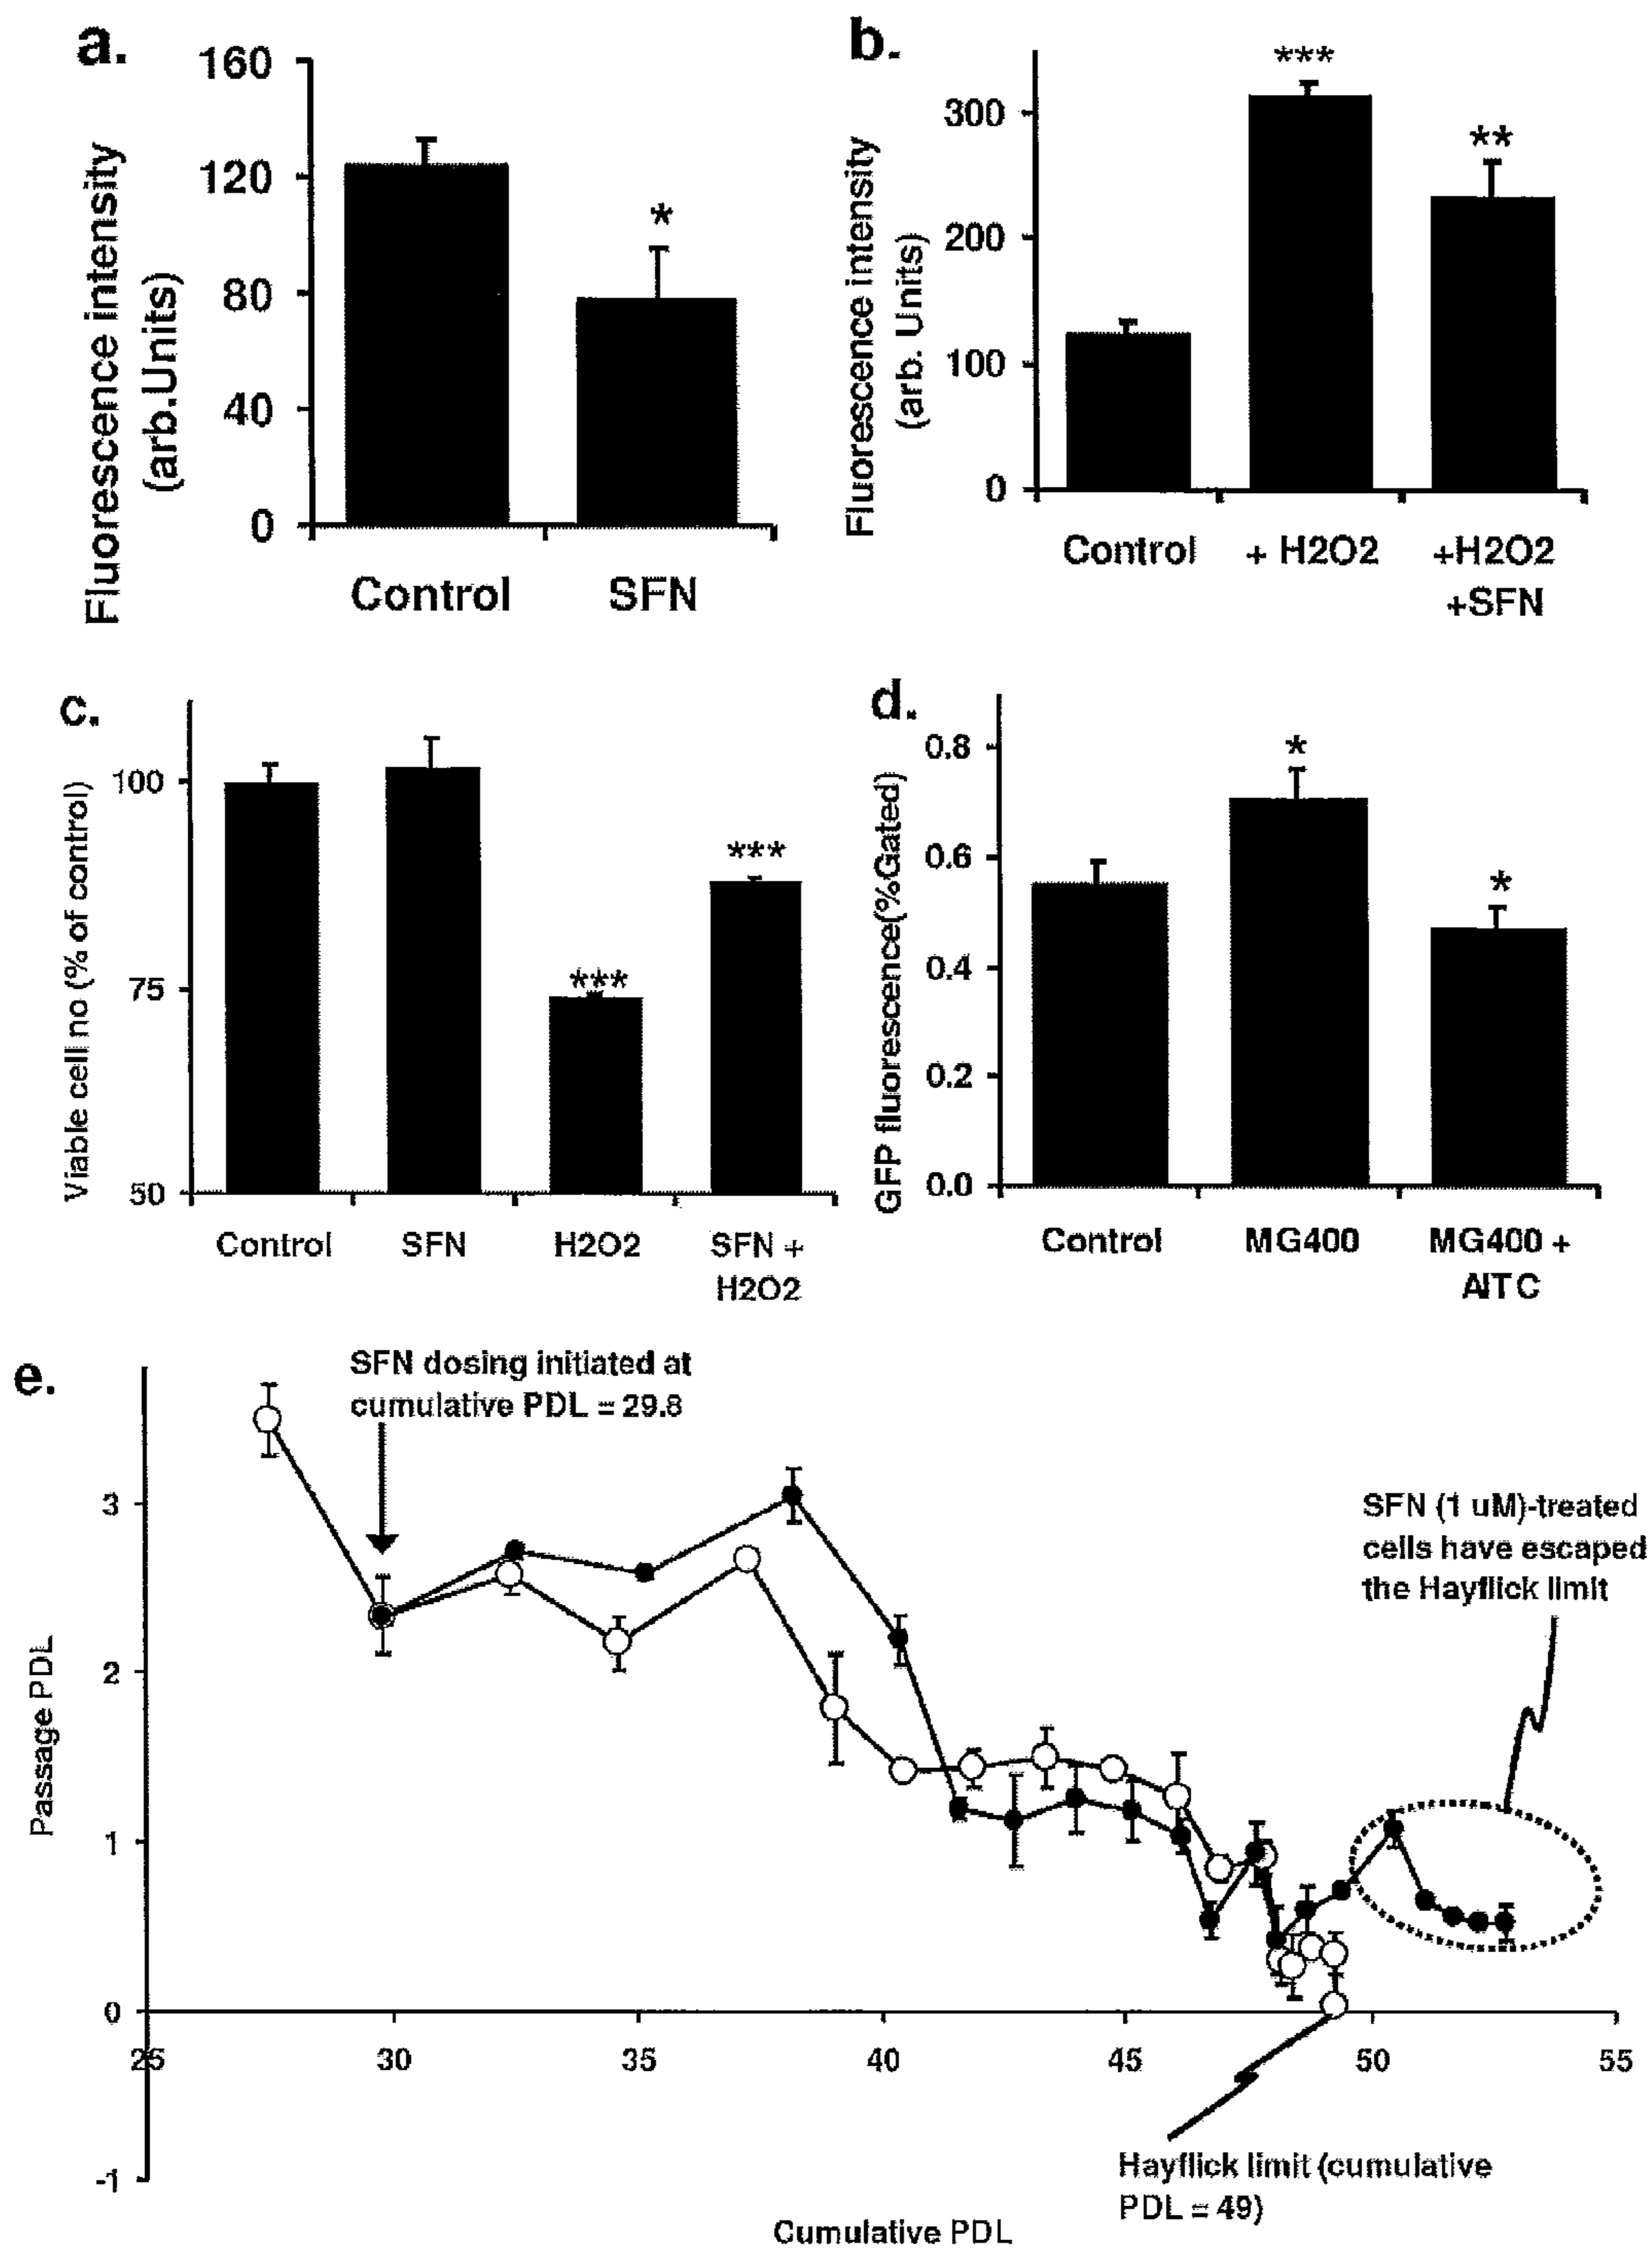 a.
160
120
80
40
0
Fluorescence intensity
(arb.Units)
*
Control
SFN
b.
300
200
100
0
Fluorescence intensity
(arb. Units)
***
**
Control
+ H2O2
+H2O2
+SFN
c.
100
75
50
Viable cell no (% of control)
***
***
Control
SFN
H2O2
SFN +
H2O2
d.
0.8
0.6
0.4
0.2
0.0
GFP fluorescence(%Gated)
*
*
Control
MG400
MG400 +
AITC
e.
SFN dosing initiated at
cumulative PDL = 29.8
SFN (1 uM)-treated
cells have escaped
the Hayflick limit
3
2
1
0
-1
Passage PDL
25
30
35
40
45
50
55
Hayflick limit (cumulative
PDL = 49)
Cumulative PDL